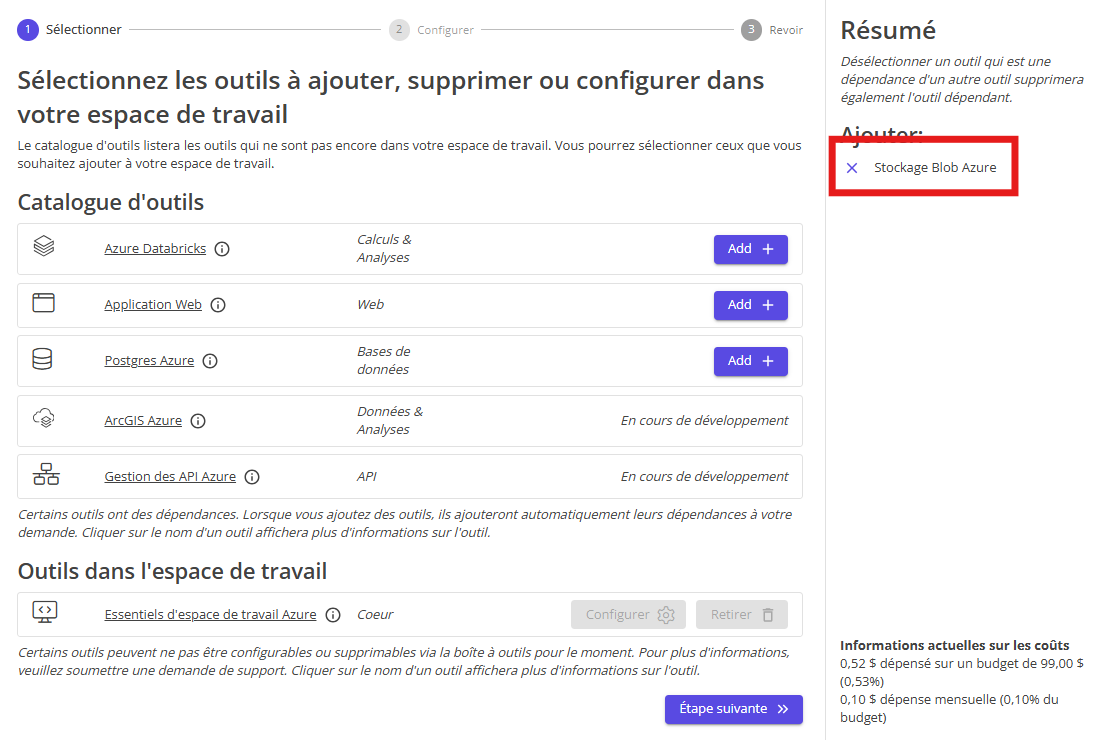 1 Sélectionner 2 Configurer 3 Revoir
Sélectionnez les outils à ajouter, supprimer ou configurer dans
votre espace de travail
Le catalogue d'outils listera les outils qui ne sont pas encore dans votre espace de travail. Vous pourrez sélectionner ceux que vous
souhaitez ajouter à votre espace de travail.
Catalogue d'outils
Azure Databricks Calculs &
Analyses Add +
Application Web Web Add +
Postgres Azure Bases de
données Add +
ArcGIS Azure Données &
Analyses En cours de développement
Gestion des API Azure API En cours de développement
Certains outils ont des dépendances. Lorsque vous ajoutez des outils, ils ajouteront automatiquement leurs dépendances à votre
demande. Cliquer sur le nom d'un outil affichera plus d'informations sur l'outil.
Outils dans l'espace de travail
Essentiels d'espace de travail Azure Coeur Configurer Retirer
Certains outils peuvent ne pas être configurables ou supprimables via la boîte à outils pour le moment. Pour plus d'informations,
veuillez soumettre une demande de support. Cliquer sur le nom d'un outil affichera plus d'informations sur l'outil.
Étape suivante
Résumé
Désélectionner un outil qui est une
dépendance d'un autre outil supprimera
également l'outil dépendant.
Ajouter:
Stockage Blob Azure
Informations actuelles sur les coûts
0,52 $ dépensé sur un budget de 99,00 $
(0,53%)
0,10 $ dépense mensuelle (0,10% du
budget)